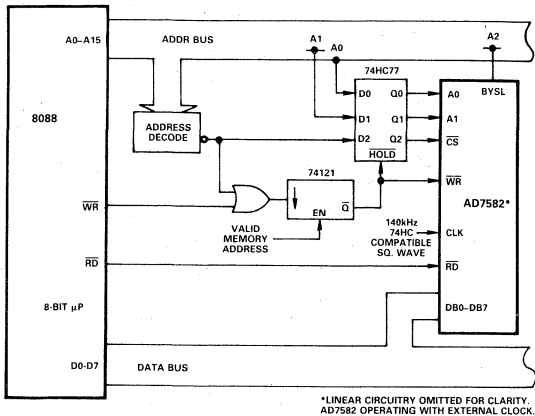 A0–A15
ADDR BUS
A1
A0
A2
74HC77
BYSL
D0
Q0
A0
8088
ADDRESS
DECODE
D1
Q1
A1
D2
Q2
CS
HOLD
74121
WR
WR
Q
EN
AD7582*
140kHz
74HC
COMPATIBLE
SQ. WAVE
CLK
VALID
MEMORY
ADDRESS
RD
RD
8-BIT μP
DB0–DB7
D0-D7
DATA BUS
*LINEAR CIRCUITRY OMITTED FOR CLARITY.
AD7582 OPERATING WITH EXTERNAL CLOCK.